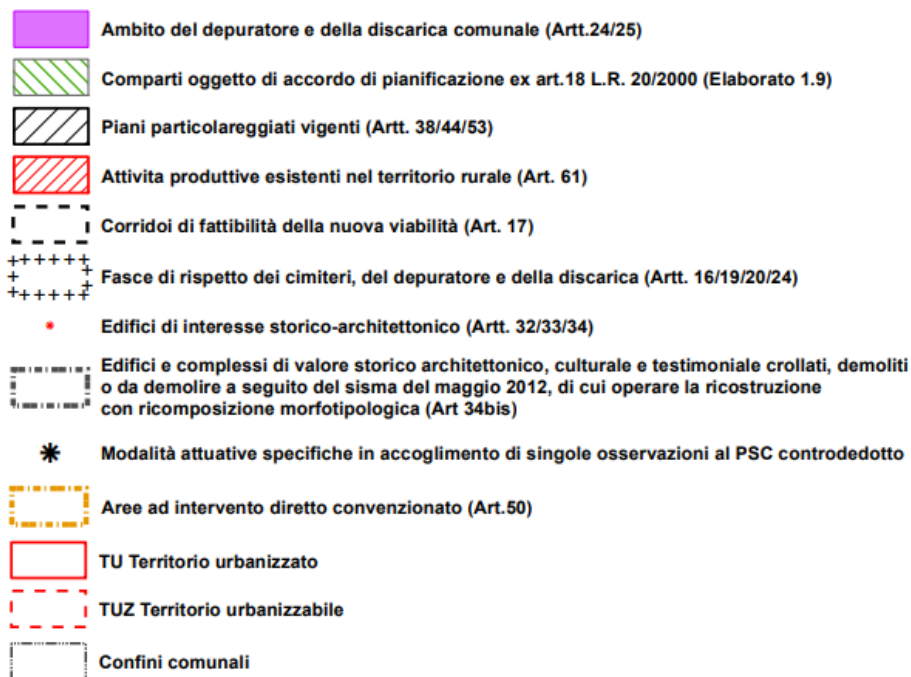 Ambito del depuratore e della discarica comunale (Artt.24/25)
Comparti oggetto di accordo di pianificazione ex art.18 L.R. 20/2000 (Elaborato 1.9)
Piani particolareggiati vigenti (Artt. 38/44/53)
Attivita produttive esistenti nel territorio rurale (Art. 61)
Corridoi di fattibilità della nuova viabilità (Art. 17)
Fasce di rispetto dei cimiteri, del depuratore e della discarica (Artt. 16/19/20/24)
Edifici di interesse storico-architettonico (Artt. 32/33/34)
Edifici e complessi di valore storico architettonico, culturale e testimoniale crollati, demoliti
o da demolire a seguito del sisma del maggio 2012, di cui operare la ricostruzione
con ricomposizione morfotipologica (Art 34bis)
Modalità attuative specifiche in accoglimento di singole osservazioni al PSC controdedotto
Aree ad intervento diretto convenzionato (Art.50)
TU Territorio urbanizzato
TUZ Territorio urbanizzabile
Confini comunali